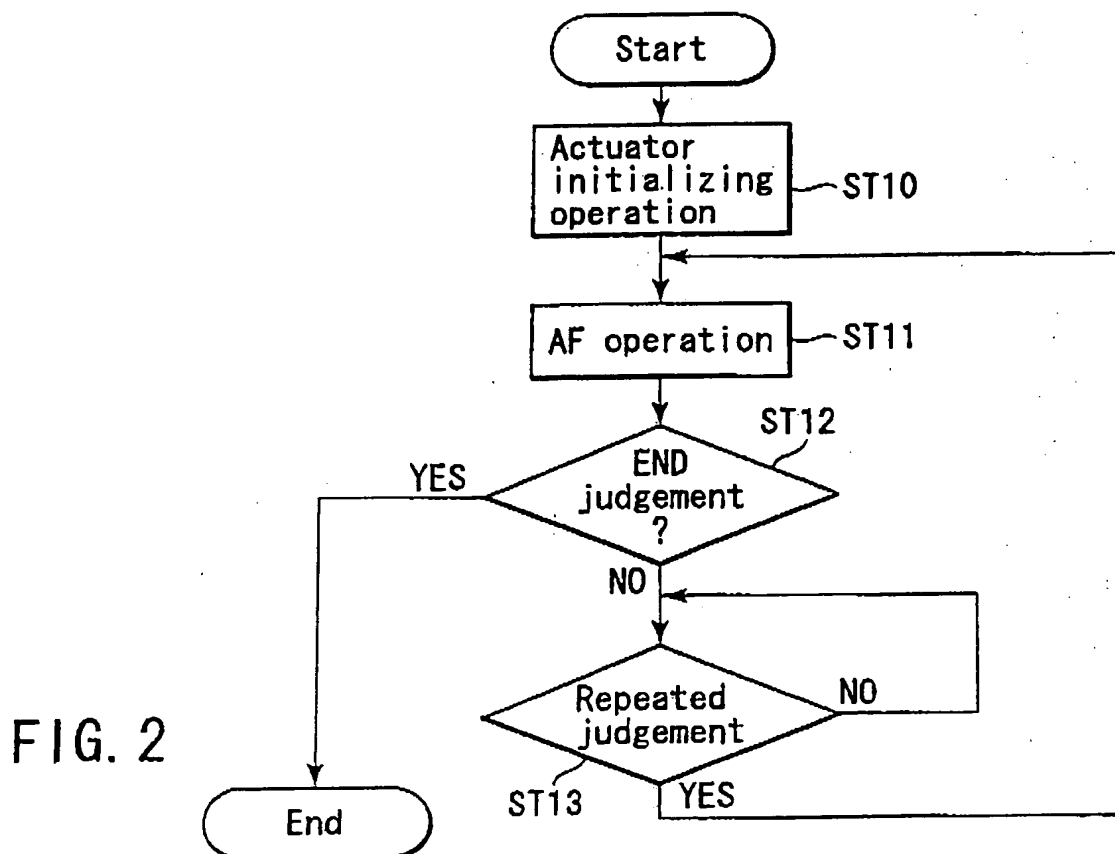 Start
Actuator
initializing
operation
ST10
AF operation
ST11
ST12
END
judgement
?
YES
NO
Repeated
judgement
NO
ST13
YES
FIG. 2
End